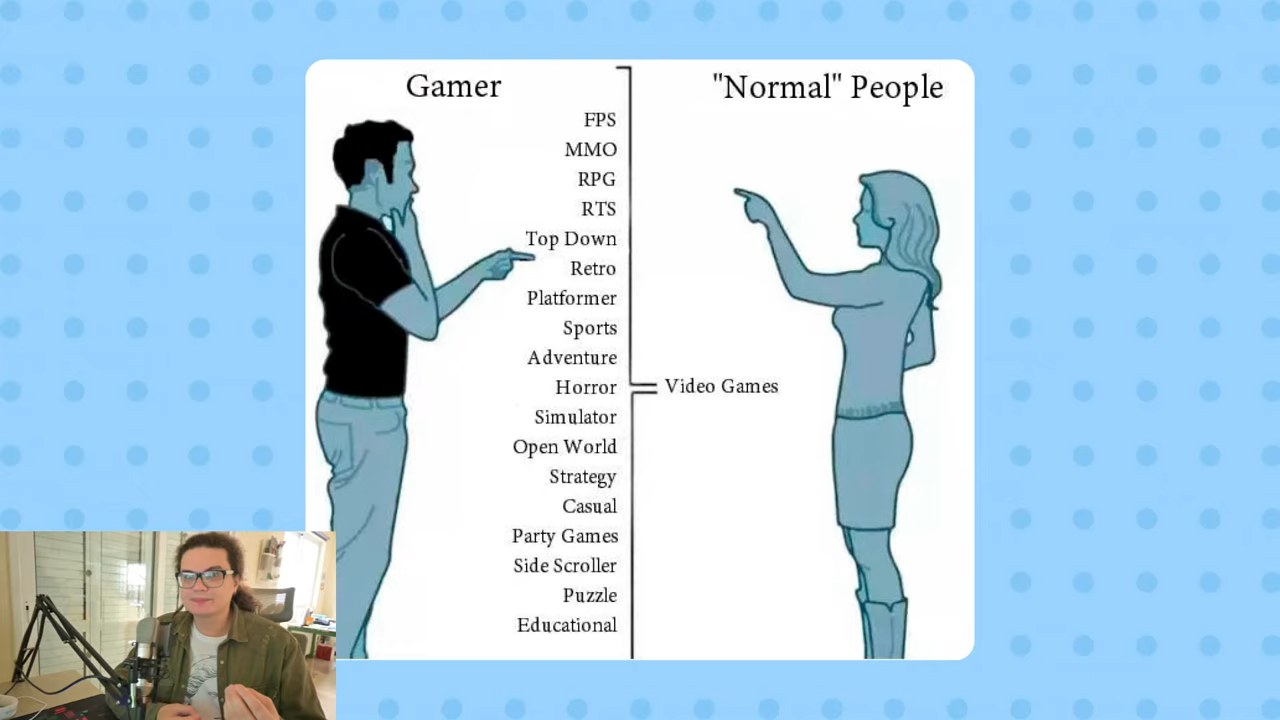 Gamer
"Normal" People
FPS
MMO
RPG
RTS
Top Down
Retro
Platformer
Sports
Adventure
Horror
Video Games
Simulator
Open World
Strategy
Casual
Party Games
Side Scroller
Puzzle
Educational